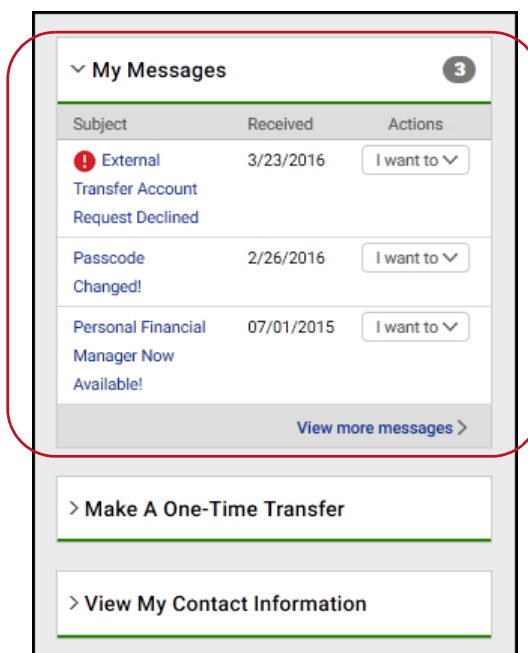 My Messages 3
Subject Received Actions
External 3/23/2016 I want to
Transfer Account
Request Declined
Passcode 2/26/2016 I want to
Changed!
Personal Financial 07/01/2015 I want to
Manager Now
Available!
View more messages
Make A One-Time Transfer
View My Contact Information